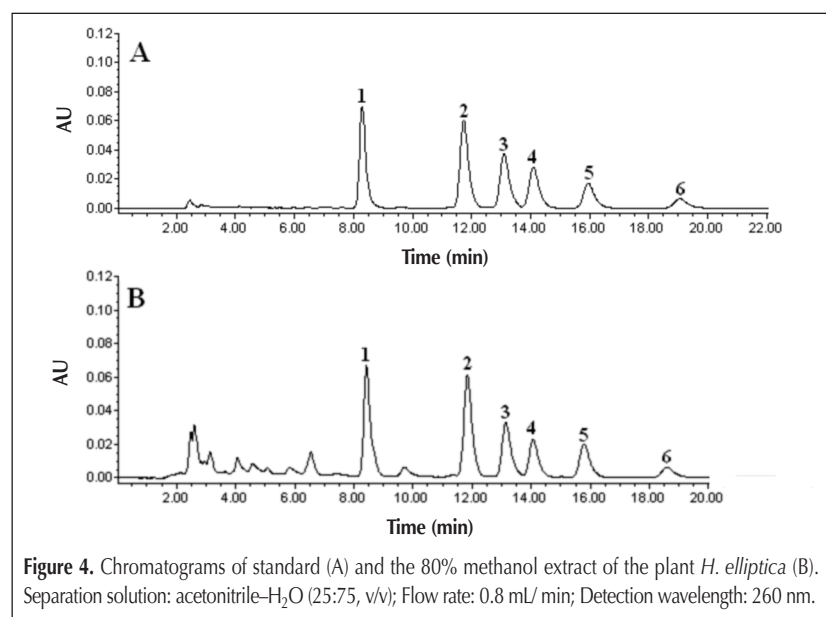 0.12
A
0.10
0.08
1
2
AU
0.06
3
0.04
4
5
0.02
6
0.00
2.00 4.00 6.00 8.00 10.00 12.00 14.00 16.00 18.00 20.00 22.00
Time (min)
0.12
B
0.10
0.08
1
2
AU
0.06
3
0.04
4
5
0.02
6
0.00
2.00 4.00 6.00 8.00 10.00 12.00 14.00 16.00 18.00 20.00
Time (min)
Figure 4. Chromatograms of standard (A) and the 80% methanol extract of the plant H. elliptica (B).
Separation solution: acetonitrile–H₂O (25:75, v/v); Flow rate: 0.8 mL/ min; Detection wavelength: 260 nm.